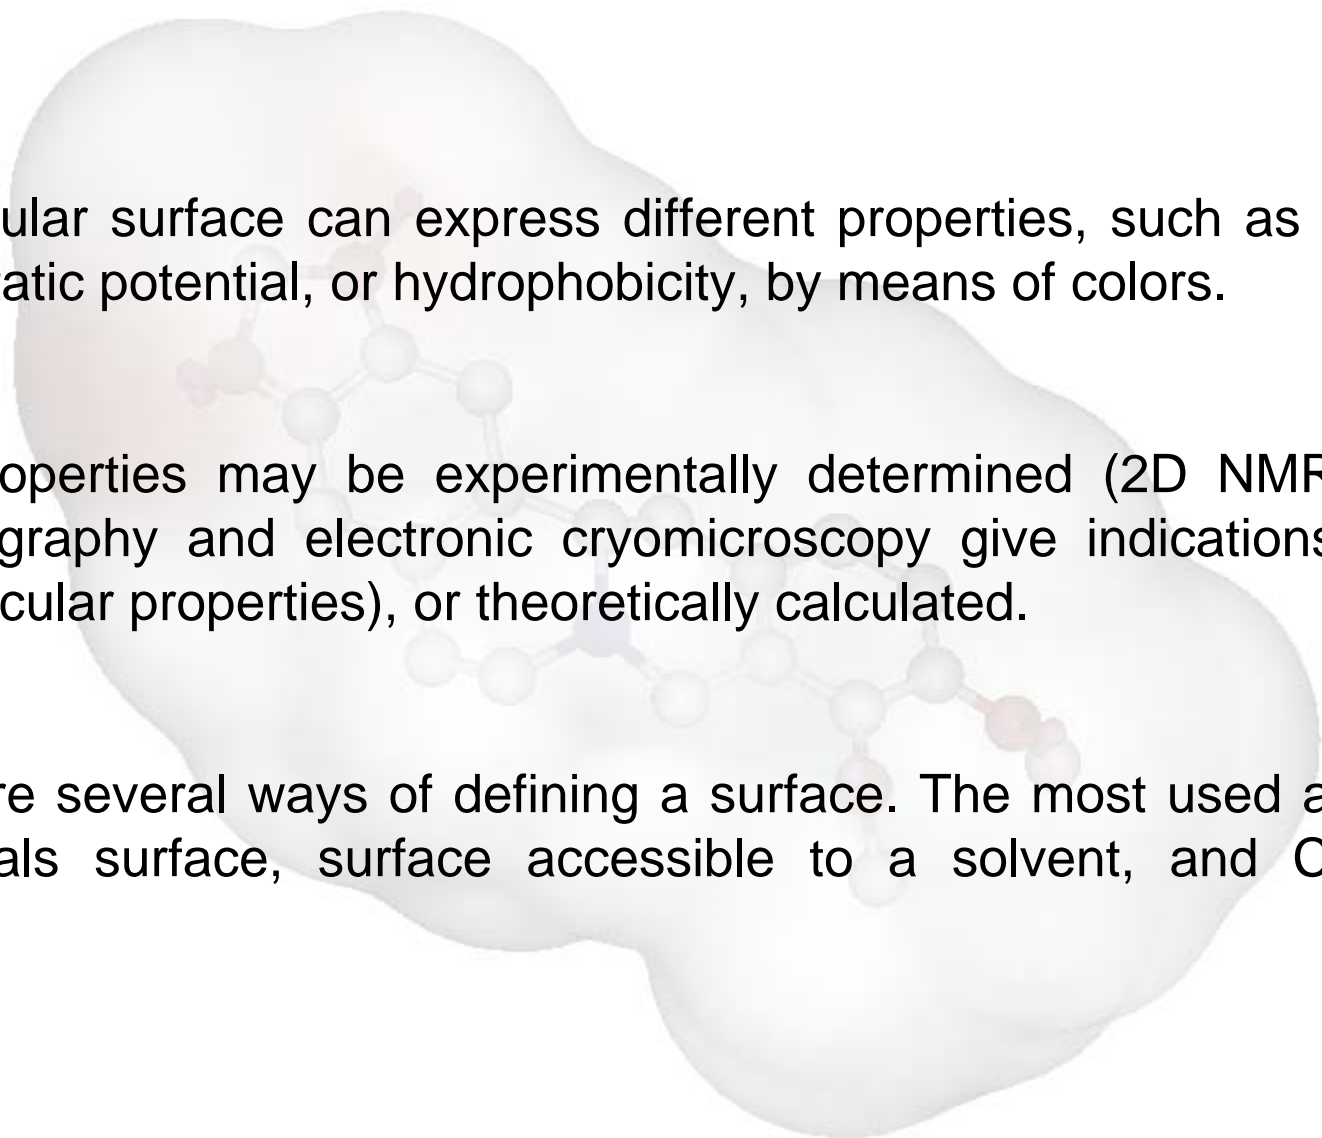 ular surface can express different properties, such as
atic potential, or hydrophobicity, by means of colors.
operties may be experimentally determined (2D NMR
graphy and electronic cryomicroscopy give indications
cular properties), or theoretically calculated.
re several ways of defining a surface. The most used a
als surface, surface accessible to a solvent, and C